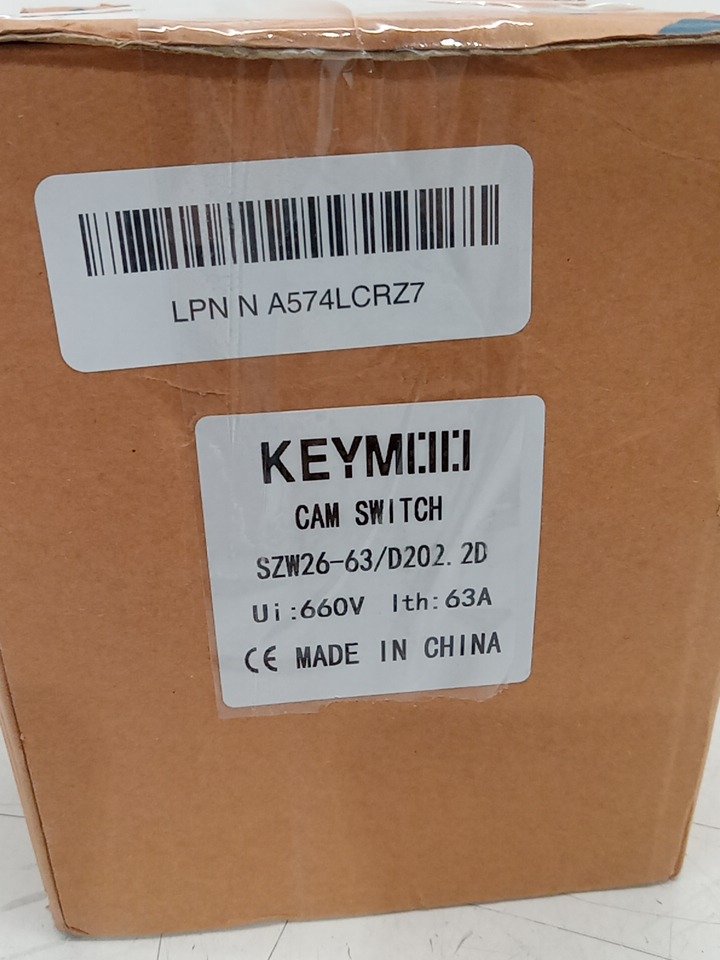 LPN N A574LCRZ7
KEYMOO
CAM SWITCH
SZW26-63/D202.2D
Ui:660V Ith:63A
CE MADE IN CHINA